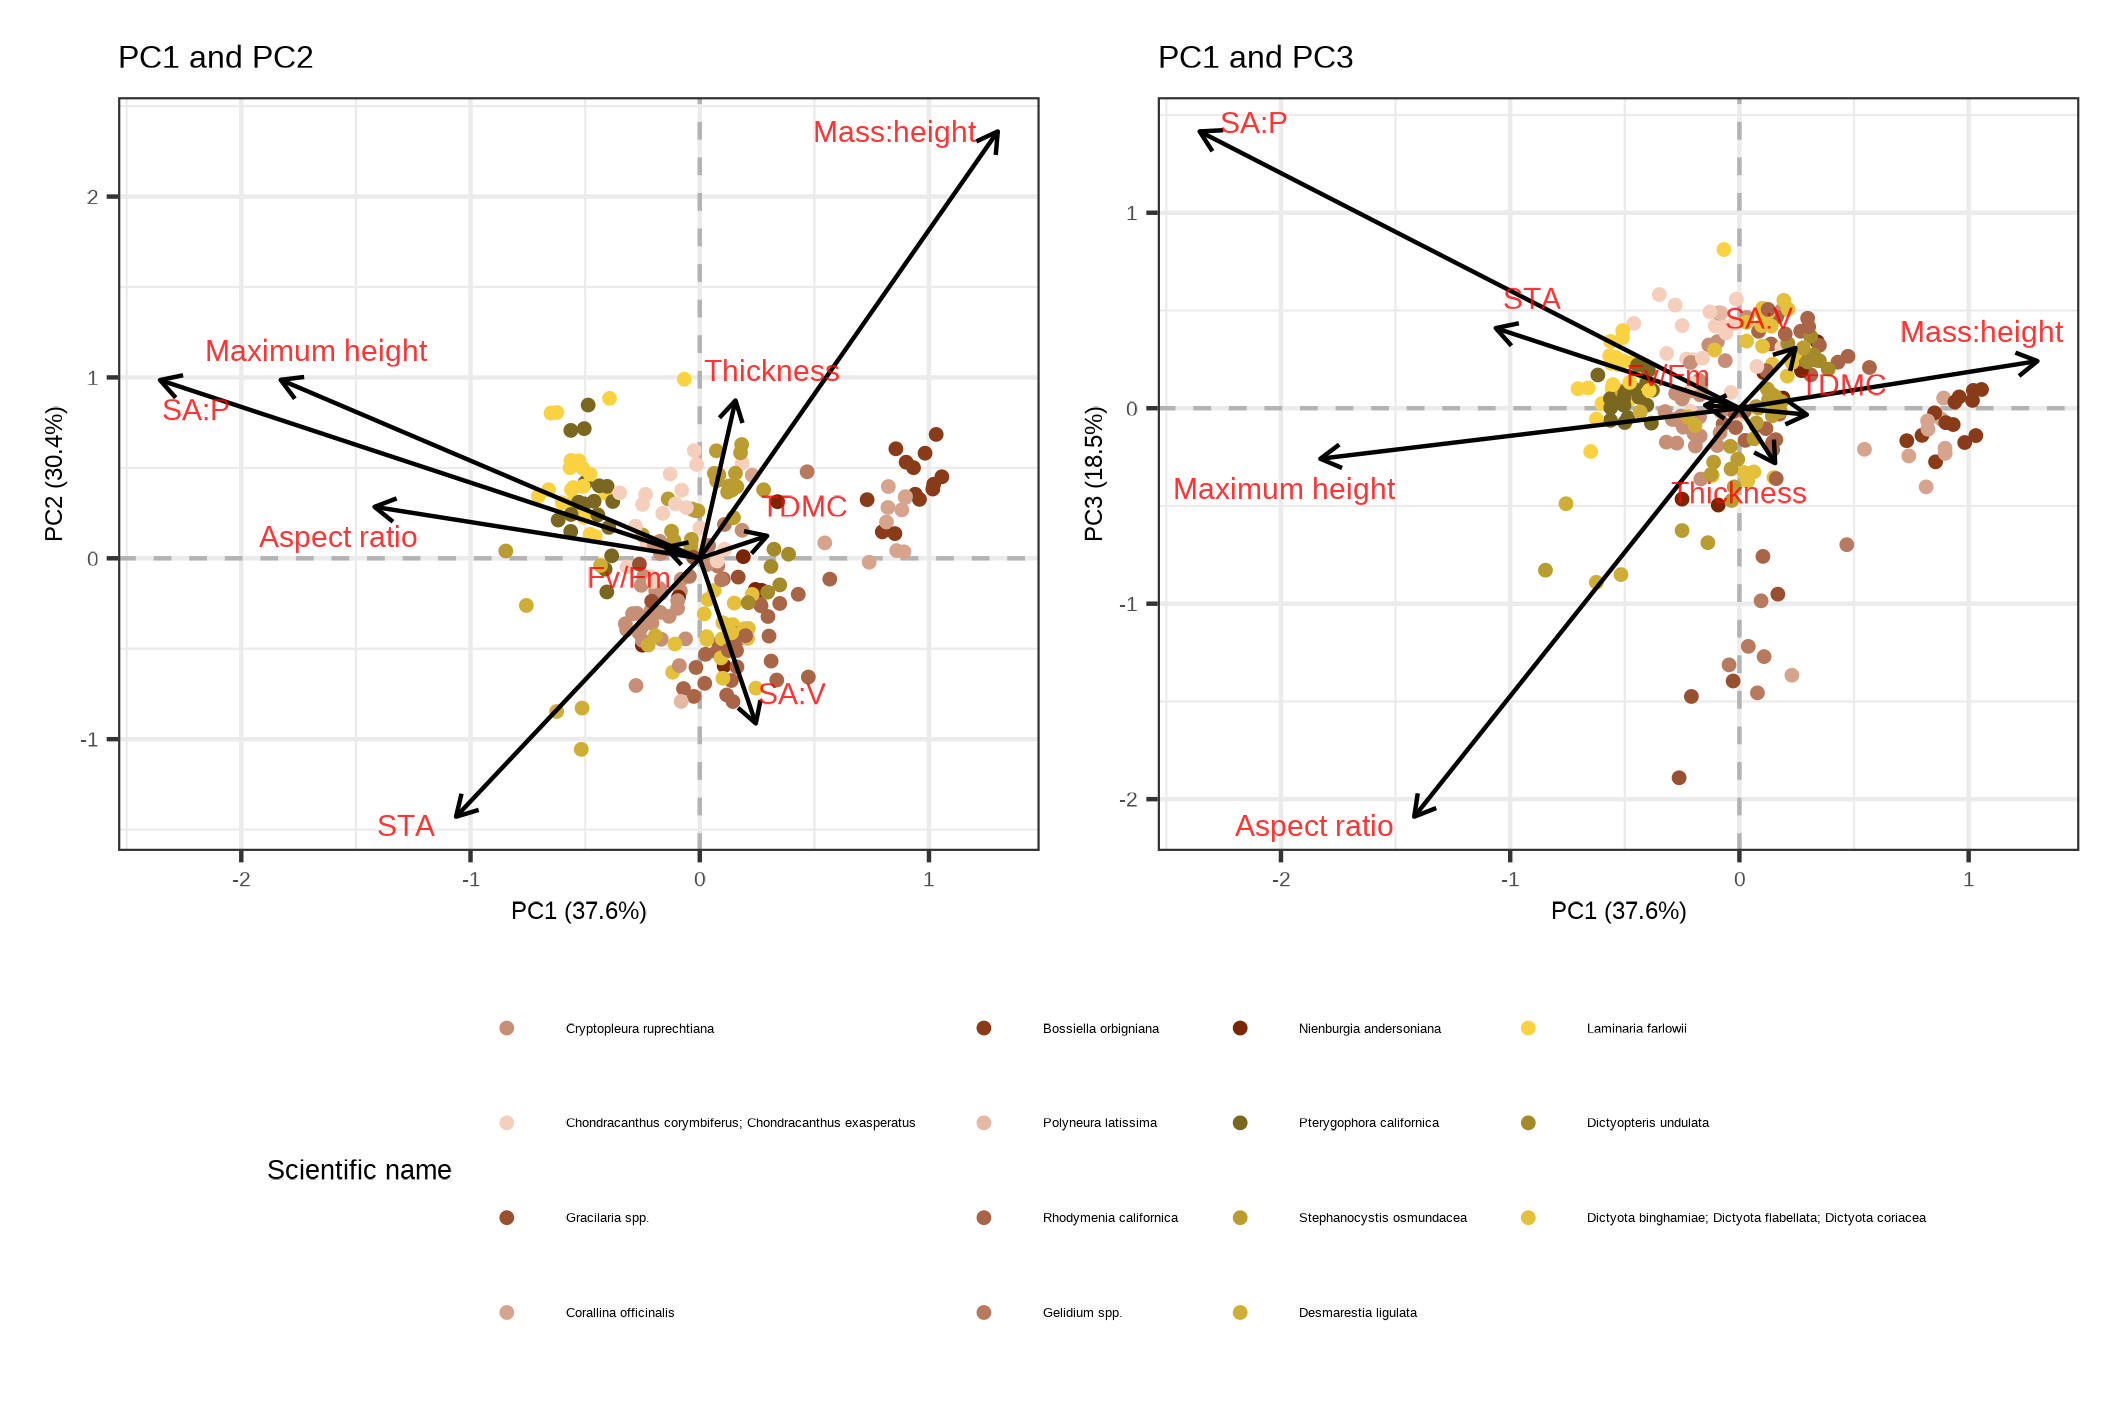 PC1 and PC2
PC1 and PC3
Mass:height
Maximum height
SA:P
Thickness
Aspect ratio
TDMC
Fv/Fm
SA:V
STA
2
1
0
-1
-2
-1
0
1
PC1 (37.6%)
PC2 (30.4%)
SA:P
STA
SA:V
Mass:height
Fv/Fm
TDMC
Maximum height
Thickness
Aspect ratio
1
0
-1
-2
-2
-1
0
1
PC1 (37.6%)
PC3 (18.5%)
Scientific name
Cryptopleura ruprechtiana
Bossiella orbigniana
Nienburgia andersoniana
Laminaria farlowii
Chondracanthus corymbiferus; Chondracanthus exasperatus
Polyneura latissima
Pterygophora californica
Dictyopteris undulata
Gracilaria spp.
Rhodymenia californica
Stephanocystis osmundacea
Dictyota binghamiae; Dictyota flabellata; Dictyota coriacea
Corallina officinalis
Gelidium spp.
Desmarestia ligulata